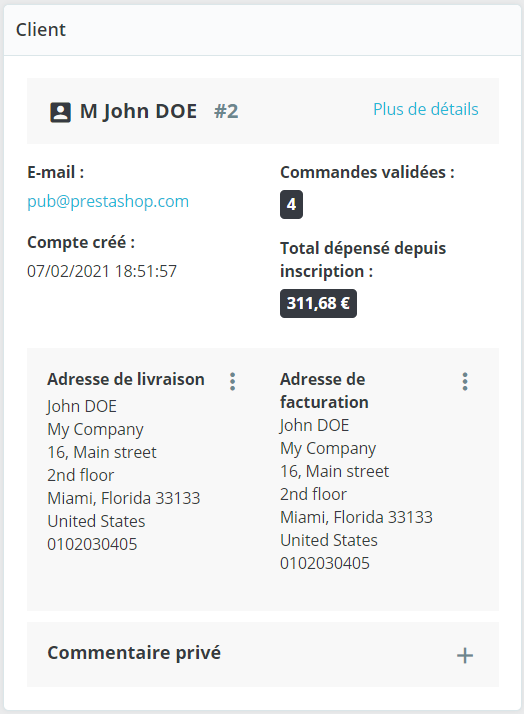 Client
M John DOE #2
Plus de détails
E-mail :
pub@prestashop.com
Compte créé :
07/02/2021 18:51:57
Commandes validées :
4
Total dépensé depuis
inscription :
311,68 €
Adresse de livraison
John DOE
My Company
16, Main street
2nd floor
Miami, Florida 33133
United States
0102030405
Adresse de
facturation
John DOE
My Company
16, Main street
2nd floor
Miami, Florida 33133
United States
0102030405
Commentaire privé